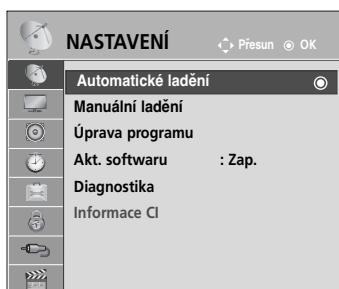 NASTAVENÍ Přesun OK
Automatické ladění
Manuální ladění
Úprava programu
Akt. softwaru : Zap.
Diagnostika
Informace CI